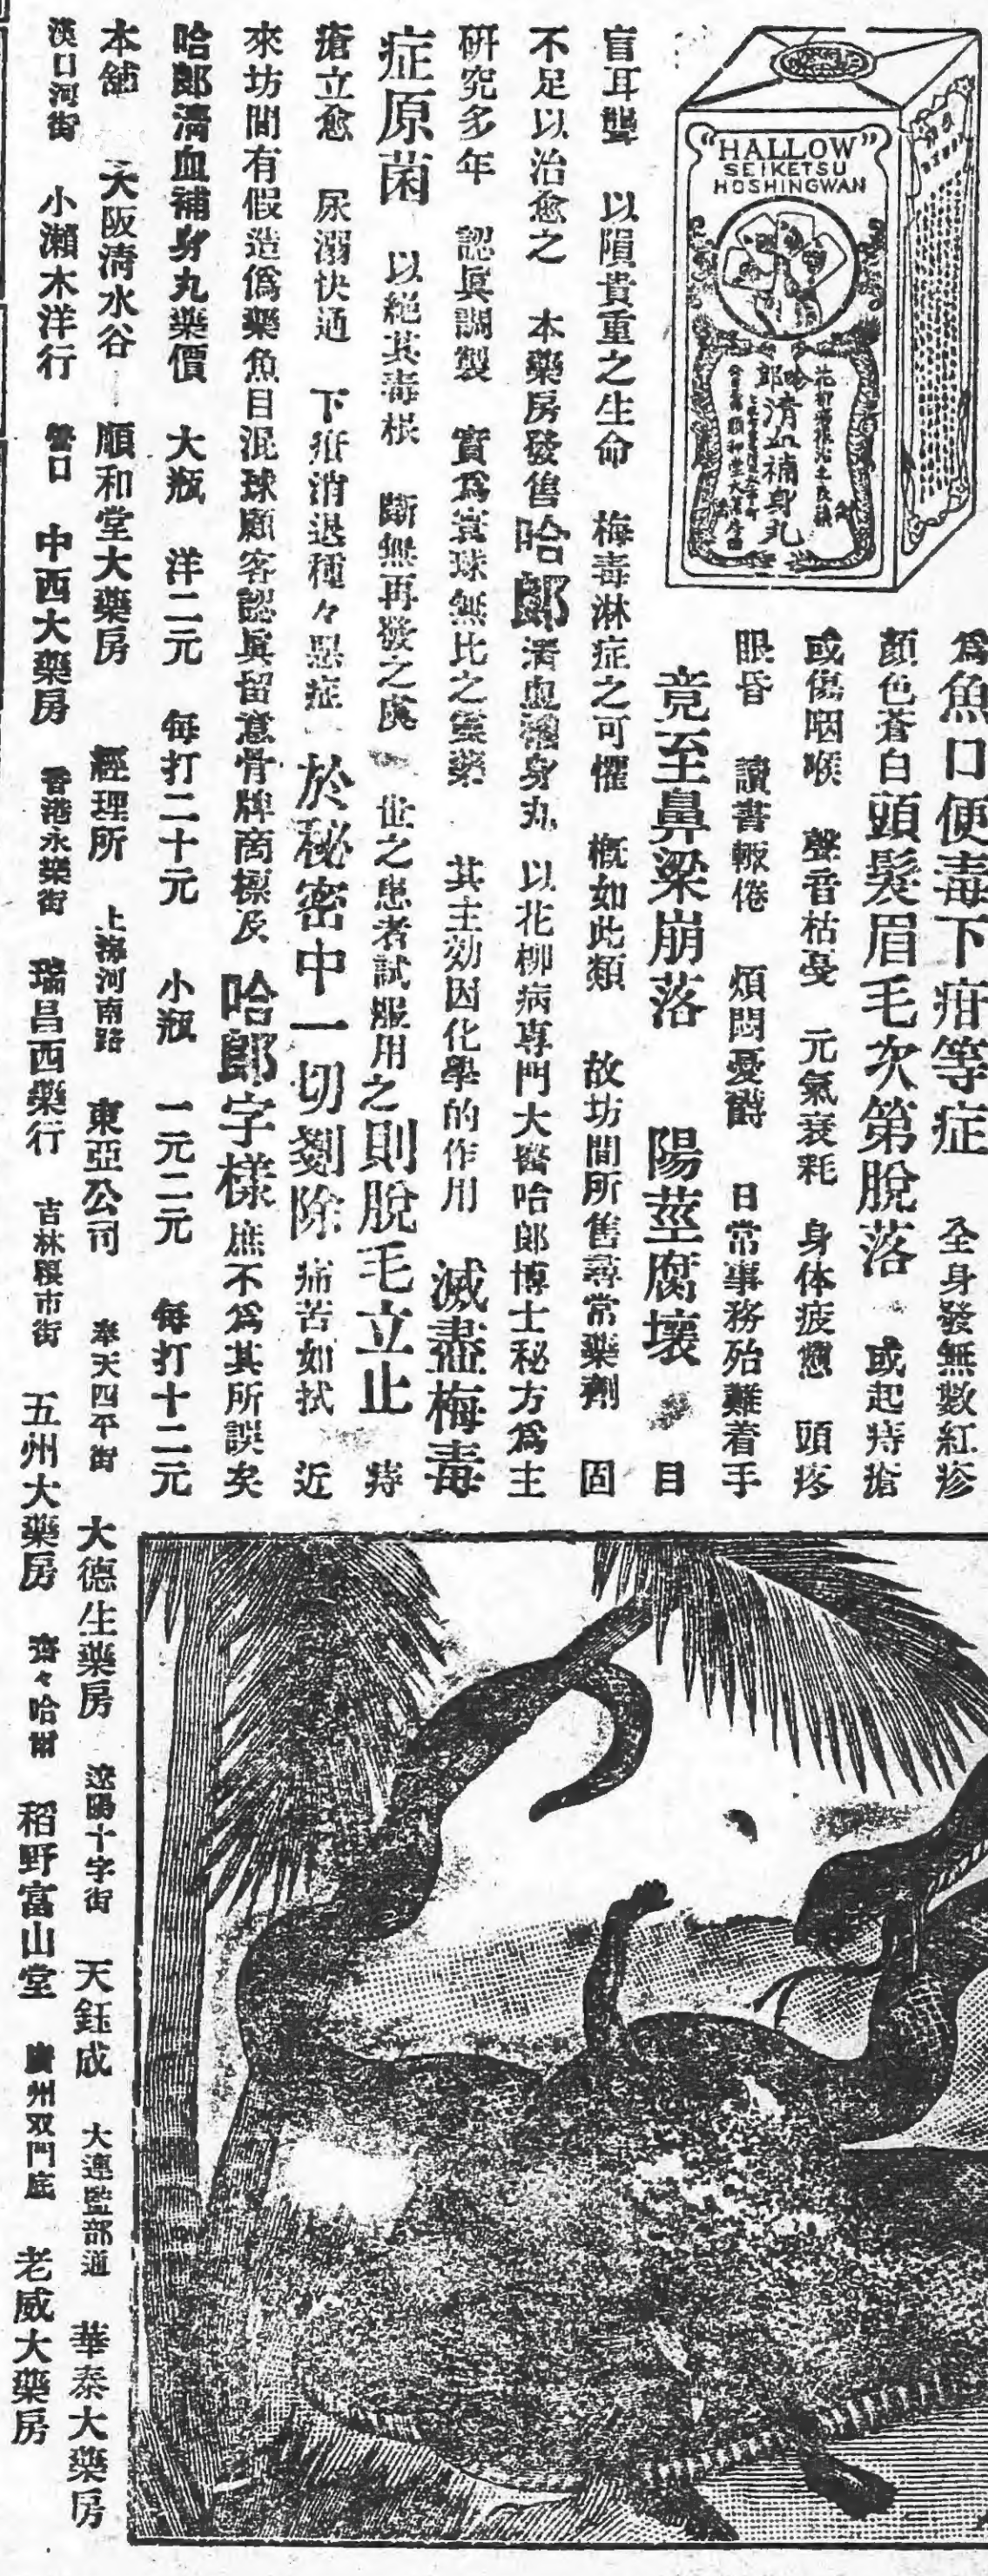 爲魚口便毒下疳等症 全身發無數紅疹
顏色蒼白頭髮眉毛次第脫落 或起痔瘡
或傷咽喉 聲音枯戞 元氣衰耗 身体疲憊 頭疼
眼昏 讀書輙倦 煩悶憂欝 日常事務殆難着手
竟至鼻梁崩落 陽莖腐壞 目
盲耳聾 以隕貴重之生命 梅毒淋症之可懼 槪如此類 故坊間所售尋常藥劑 固
不足以治愈之 本藥房發售哈郎淸血補身丸 以花柳病專門大醫哈郎博士秘方爲主
硏究多年 認眞調製 實爲寰球無比之靈藥 其主効因化學的作用 滅盡梅毒
症原菌 以絕其毒根 斷無再發之虞 世之患者試服用之則脫毛立止 痔
瘡立愈 尿溺快通 下疳消退種々惡症 於秘密中一切剗除 痛苦如拭 近
來坊間有假造僞藥魚目混球顧客認眞留意骨牌商標及 哈郎字樣庶不爲其所誤矣
哈郎淸血補身丸藥價 大瓶 洋二元 每打二十元 小瓶 一元二元 每打十二元
本舖 大阪淸水谷 順和堂大藥房 經理所 上海河南路 東亞公司 奉天四平街 大德生藥房 遼陽十字街 天鈺成 大連監部通 華泰大藥房
漢口河街 小瀨木洋行 營口 中西大藥房 香港永樂街 瑞昌西藥行 吉林糧市街 五州大藥房 齊々哈爾 稻野富山堂 廣州双門底 老威大藥房
"HALLOW"
SEIKETSU
HOSHINGWAN
哈郎
淸血補身丸